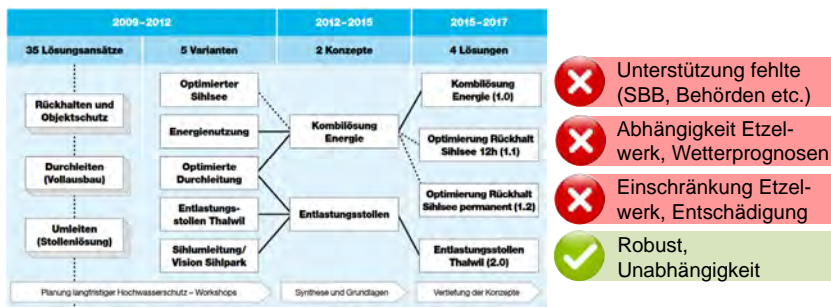 2009–2012
2012–2015
2015–2017
35 Lösungsansätze
5 Varianten
2 Konzepte
4 Lösungen
Rückhalten und
Objektschutz
Durchleiten
(Vollausbau)
Umleiten
(Stollenlösung)
Optimierter
Sihlsee
Energienutzung
Optimierte
Durchleitung
Entlastungs-
stollen Thalwil
Sihlumleitung/
Vision Sihlpark
Kombilösung
Energie
Entlastungsstollen
Kombilösung
Energie (1.0)
Optimierung Rückhalt
Sihlsee 12h (1.1)
Optimierung Rückhalt
Sihlsee permanent (1.2)
Entlastungsstollen
Thalwil (2.0)
Planung langfristiger Hochwasserschutz – Workshops
Synthese und Grundlagen
Vertiefung der Konzepte
Unterstützung fehlte
(SBB, Behörden etc.)
Abhängigkeit Etzel-
werk, Wetterprognosen
Einschränkung Etzel-
werk, Entschädigung
Robust,
Unabhängigkeit